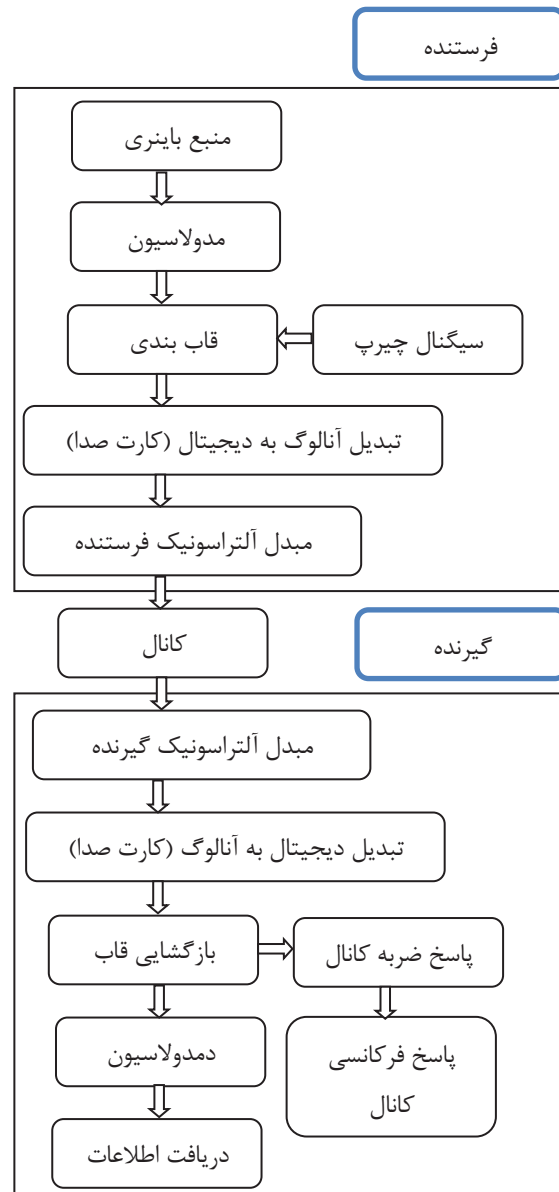 فرستنده
منبع باینری
مدولاسیون
قاب بندی
سیگنال چیرپ
تبدیل آنالوگ به دیجیتال (کارت صدا)
مبدل آلتراسونیک فرستنده
کانال
گیرنده
مبدل آلتراسونیک گیرنده
تبدیل دیجیتال به آنالوگ (کارت صدا)
بازگشایی قاب
پاسخ ضربه کانال
دمدولاسیون
پاسخ فرکانسی
کانال
دریافت اطلاعات